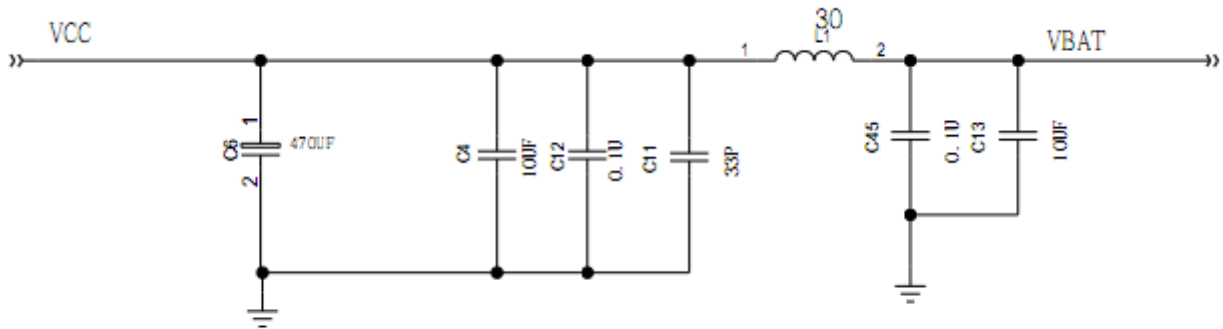 VCC
30
L1
1
2
VBAT
1
C6
470UF
2
C4
10UF
C12
0.1U
C11
33P
C45
0.1U
C13
10UF